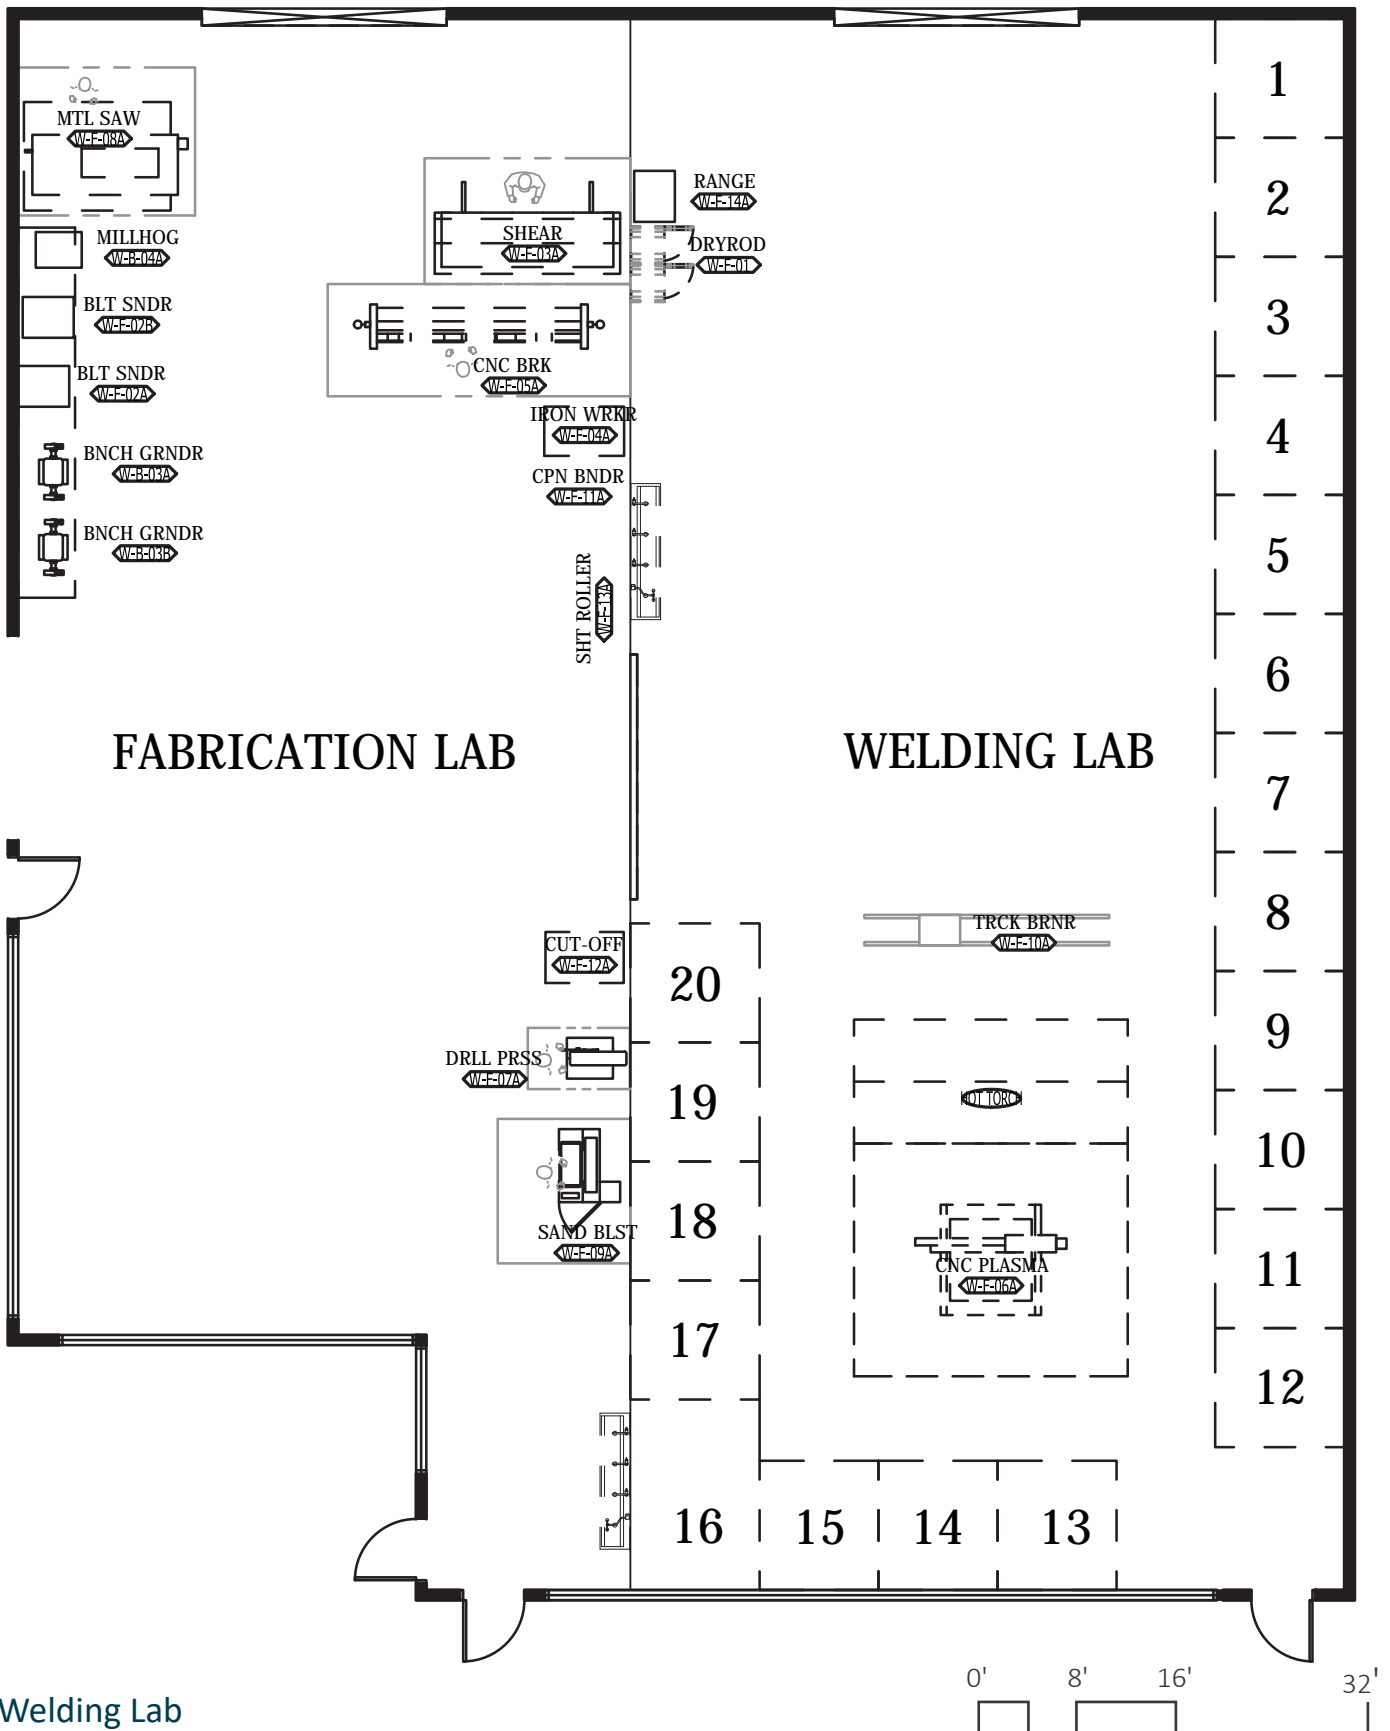 1
MTL SAW
W-F-08A
2
RANGE
W-F-14A
MILLHOG
W-B-04A
SHEAR
W-F-03A
DRYROD
W-F-01
BLT SNDR
W-F-02B
3
BLT SNDR
W-F-02A
CNC BRK
W-F-05A
IRON WRKR
W-F-04A
4
BNCH GRNDR
W-B-03A
CPN BNDR
W-F-11A
BNCH GRNDR
W-B-03B
5
SHT ROLLER
W-F-13A
6
FABRICATION LAB
WELDING LAB
7
8
TRCK BRNR
W-F-10A
CUT-OFF
W-F-12A
20
9
DRLL PRSS
W-F-07A
19
HOT TORCH
10
18
SAND BLST
W-F-09A
CNC PLASMA
W-F-06A
11
17
12
16
15
14
13
0'
8'
16'
32'
Welding Lab